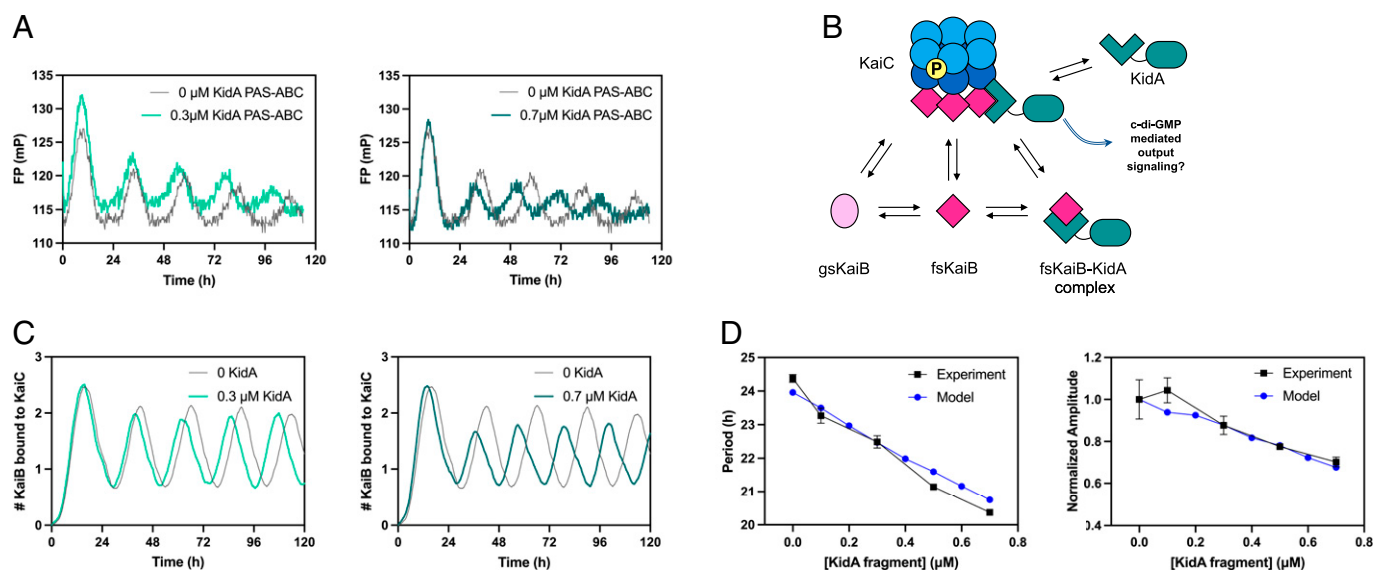 A
135
130
125
120
115
110
FP (mP)
0 µM KidA PAS-ABC
0.3µM KidA PAS-ABC
0 24 48 72 96 120
Time (h)
135
130
125
120
115
110
FP (mP)
0 µM KidA PAS-ABC
0.7µM KidA PAS-ABC
0 24 48 72 96 120
Time (h)
B
KaiC
P
KidA
c-di-GMP
mediated
output
signaling?
gsKaiB
fsKaiB
fsKaiB-KidA
complex
C
3
2
1
0
# KaiB bound to KaiC
0 KidA
0.3 µM KidA
0 24 48 72 96 120
Time (h)
3
2
1
0
# KaiB bound to KaiC
0 KidA
0.7 µM KidA
0 24 48 72 96 120
Time (h)
D
25
24
23
22
21
20
Period (h)
Experiment
Model
0.0 0.2 0.4 0.6 0.8
[KidA fragment] (µM)
1.2
1.0
0.8
0.6
0.4
Normalized Amplitude
Experiment
Model
0.0 0.2 0.4 0.6 0.8
[KidA fragment] (µM)